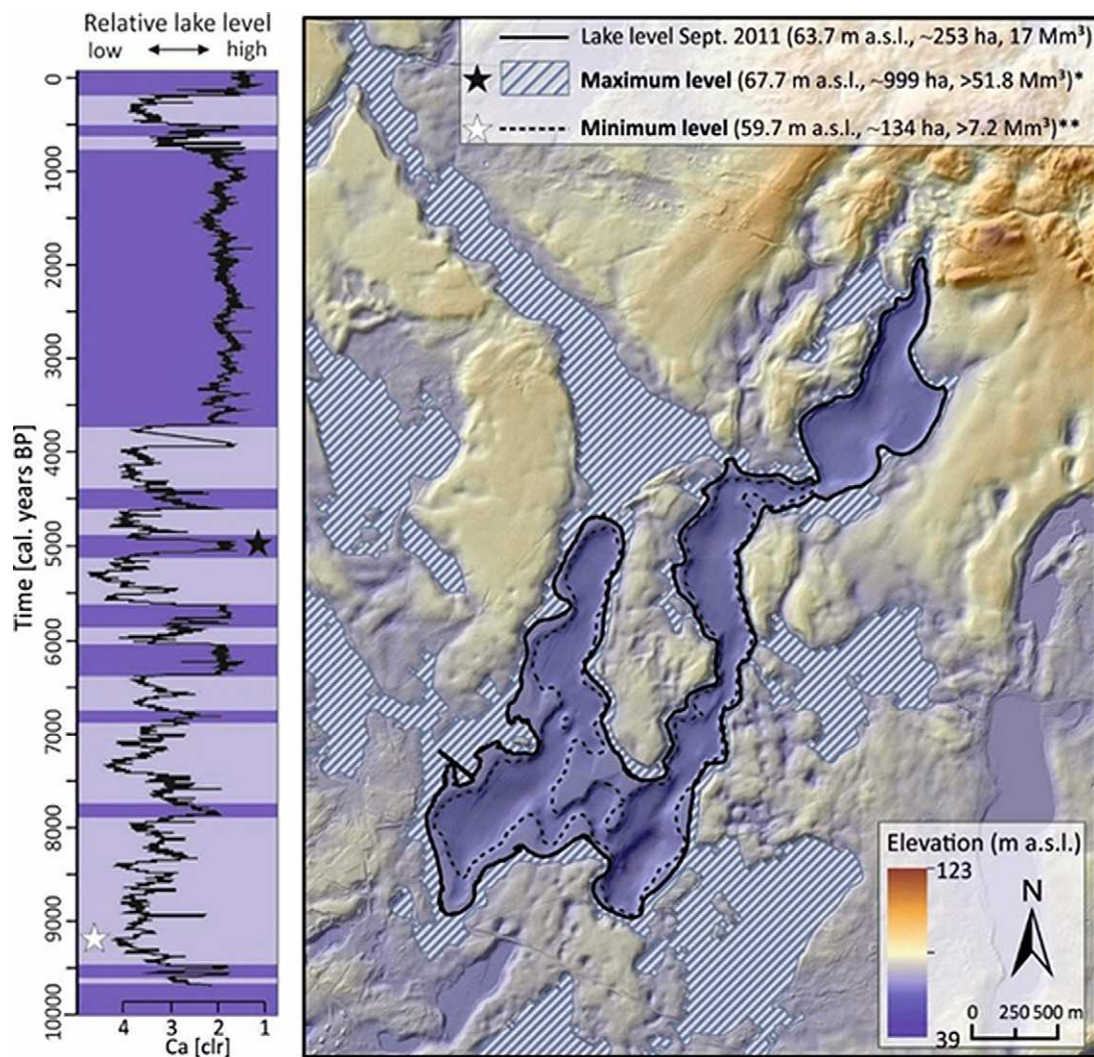 Relative lake level
low high
0
1000
2000
3000
4000
5000
6000
7000
8000
9000
10000
Time [cal. years BP]
4 3 2 1
Ca [clr]
Lake level Sept. 2011 (63.7 m a.s.l., ~253 ha, 17 Mm³)
Maximum level (67.7 m a.s.l., ~999 ha, >51.8 Mm³)*
Minimum level (59.7 m a.s.l., ~134 ha, >7.2 Mm³)**
Elevation (m a.s.l.)
123
39
N
0 250 500 m